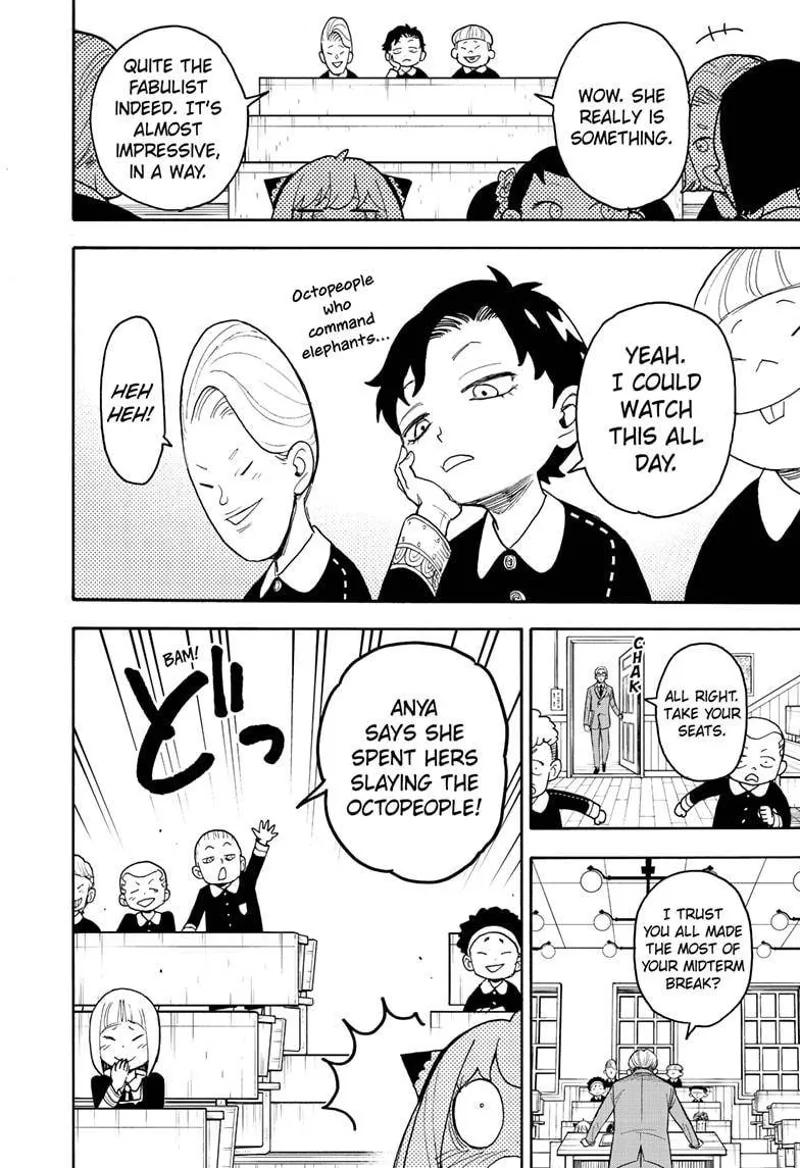 WOW. SHE
REALLY IS
SOMETHING.
QUITE THE
FABULIST
INDEED. IT'S
ALMOST
IMPRESSIVE,
IN A WAY.
YEAH.
I COULD
WATCH
THIS ALL
DAY.
Octopeople
who
command
elephants...
HEH
HEH!
CHAK
ALL RIGHT.
TAKE YOUR
SEATS.
I TRUST
YOU ALL MADE
THE MOST OF
YOUR MIDTERM
BREAK?
ANYA
SAYS SHE
SPENT HERS
SLAYING THE
OCTOPEOPLE!
BAM!
どっ